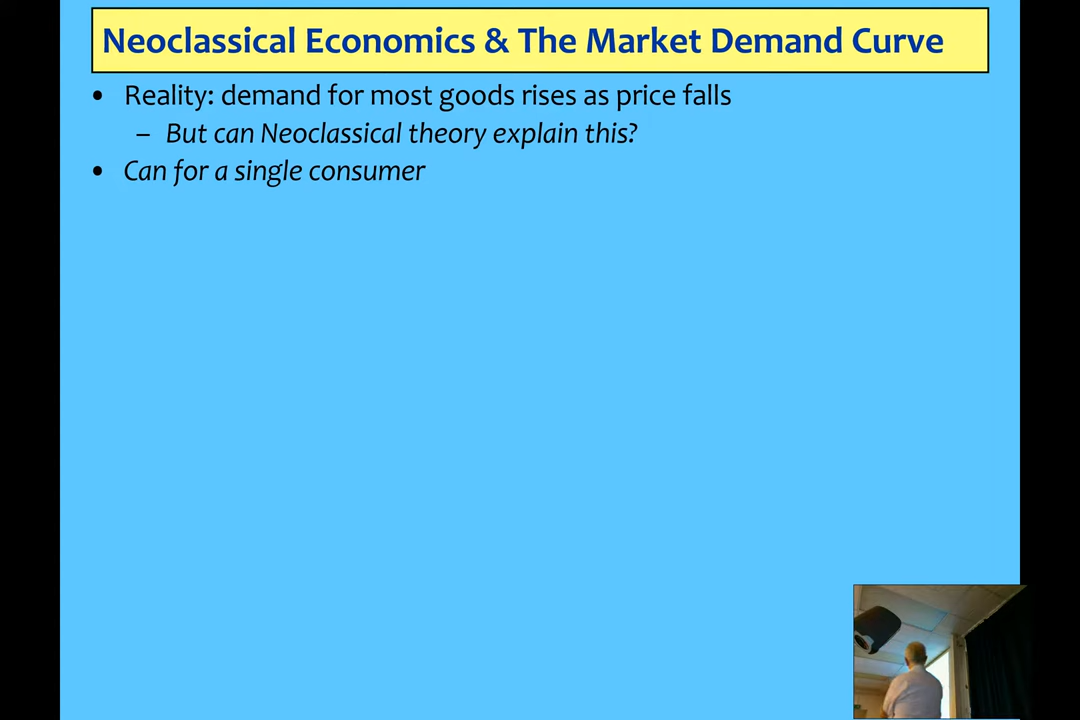 Neoclassical Economics & The Market Demand Curve
• Reality: demand for most goods rises as price falls
– But can Neoclassical theory explain this?
• Can for a single consumer